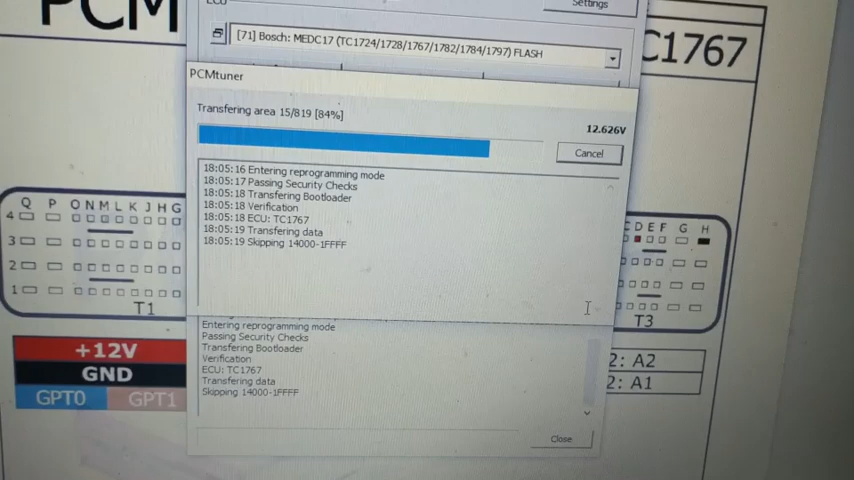 PCM
ECU
Settings
[71] Bosch: MEDC17 (TC1724/1728/1767/1782/1784/1797) FLASH
C1767
PCMtuner
Transfering area 15/819 [84%]
12.626V
Cancel
18:05:16 Entering reprogramming mode
18:05:17 Passing Security Checks
18:05:18 Transfering Bootloader
18:05:18 Verification
18:05:18 ECU: TC1767
18:05:19 Transfering data
18:05:19 Skipping 14000-1FFFF
Q P O N M L K J H G
4
3
2
1
T1
C D E F G H
T3
Entering reprogramming mode
Passing Security Checks
Transfering Bootloader
Verification
ECU: TC1767
Transfering data
Skipping 14000-1FFFF
+12V
GND
GPT0 GPT1
2: A2
2: A1
Close